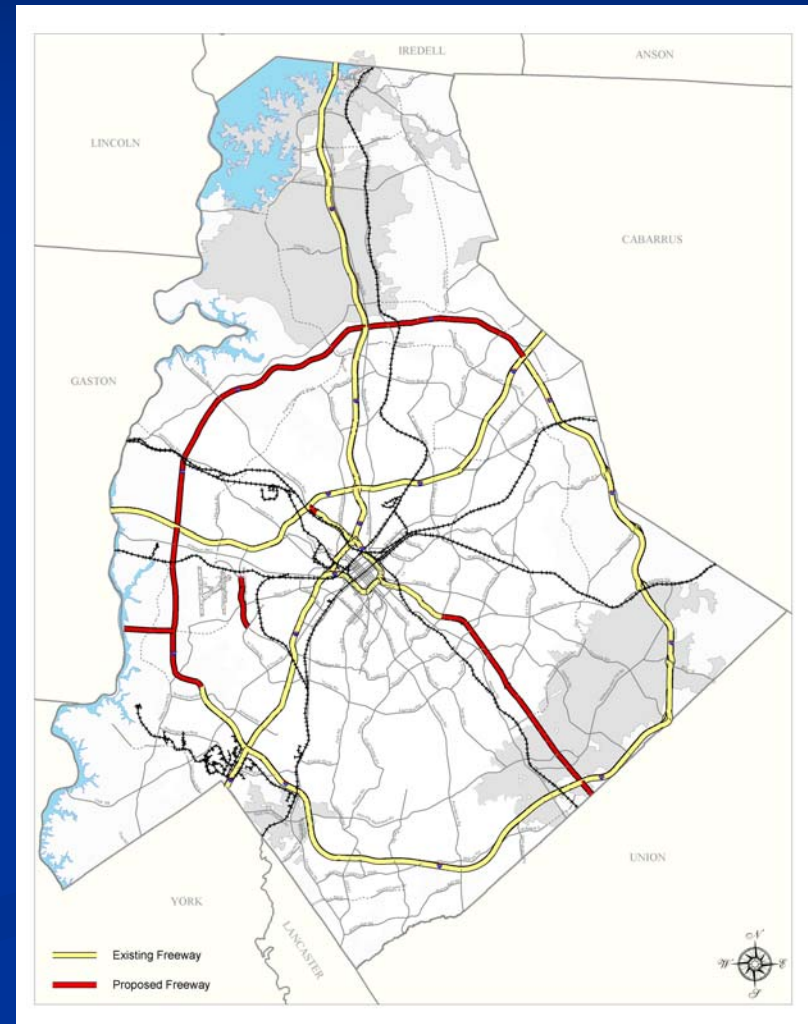 IREDELL
ANSON
LINCOLN
CABARRUS
GASTON
UNION
YORK
LANCASTER
Existing Freeway
Proposed Freeway
N
W
E
S